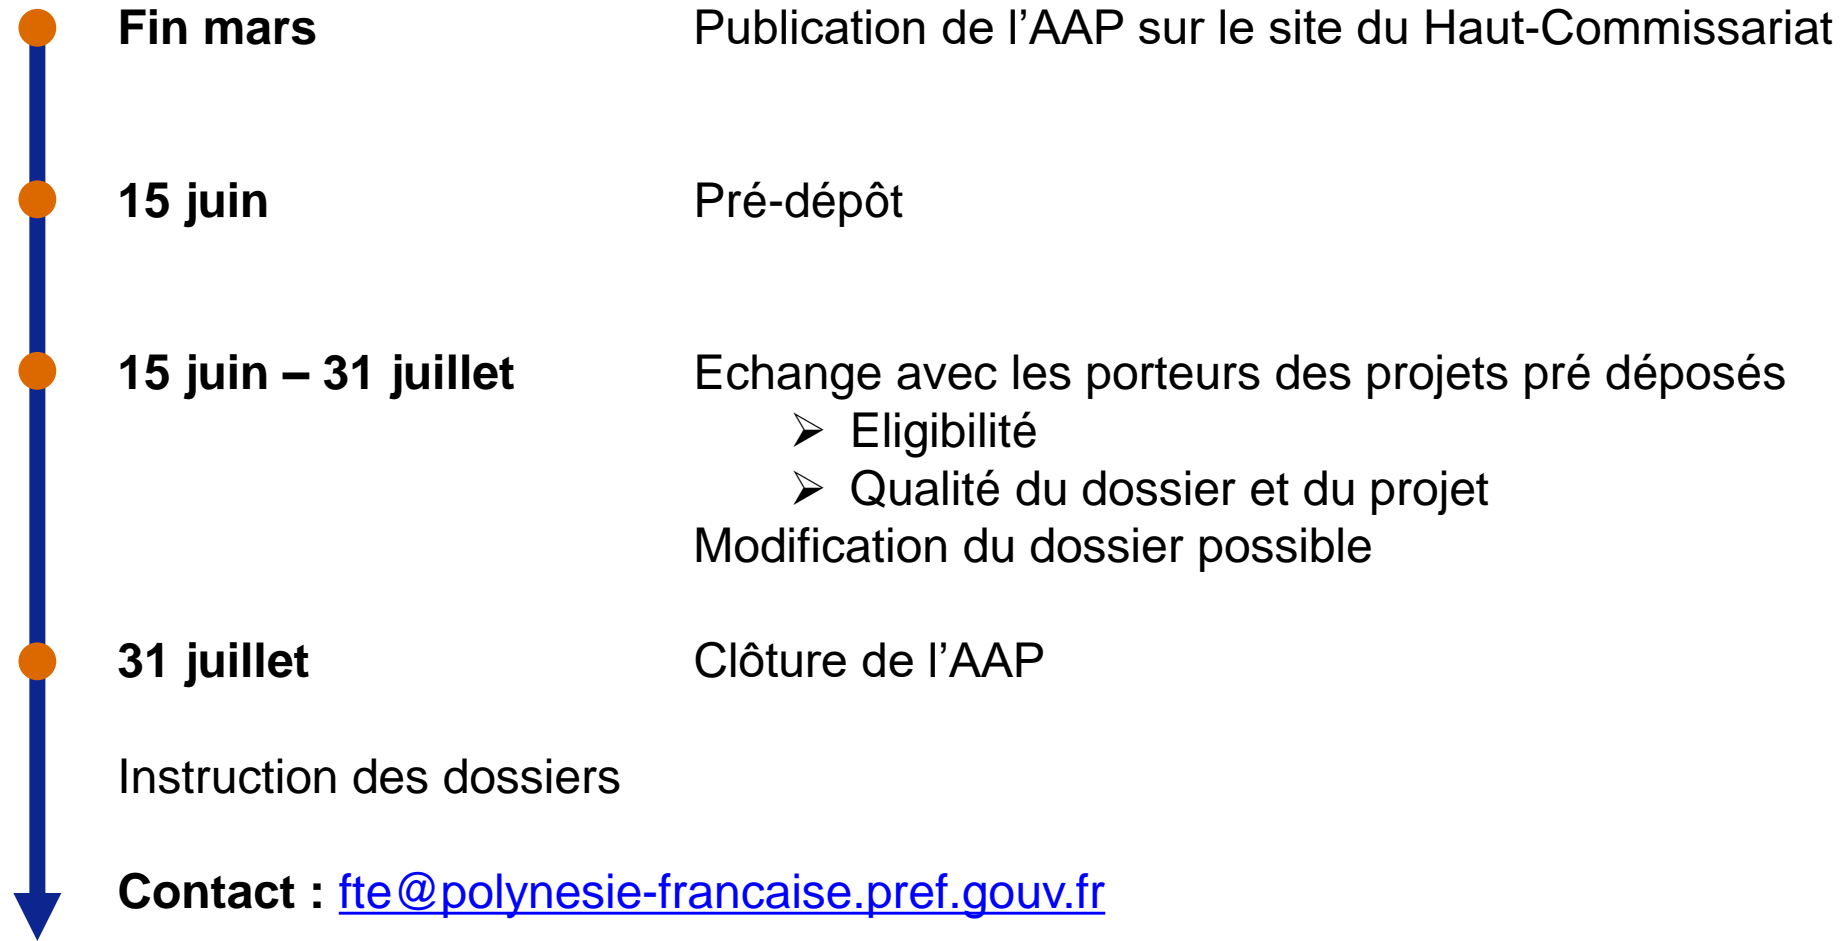 Fin mars Publication de l’AAP sur le site du Haut-Commissariat
15 juin Pré-dépôt
15 juin – 31 juillet Echange avec les porteurs des projets pré déposés
➢ Eligibilité
➢ Qualité du dossier et du projet
Modification du dossier possible
31 juillet Clôture de l’AAP
Instruction des dossiers
Contact : fte@polynesie-francaise.pref.gouv.fr